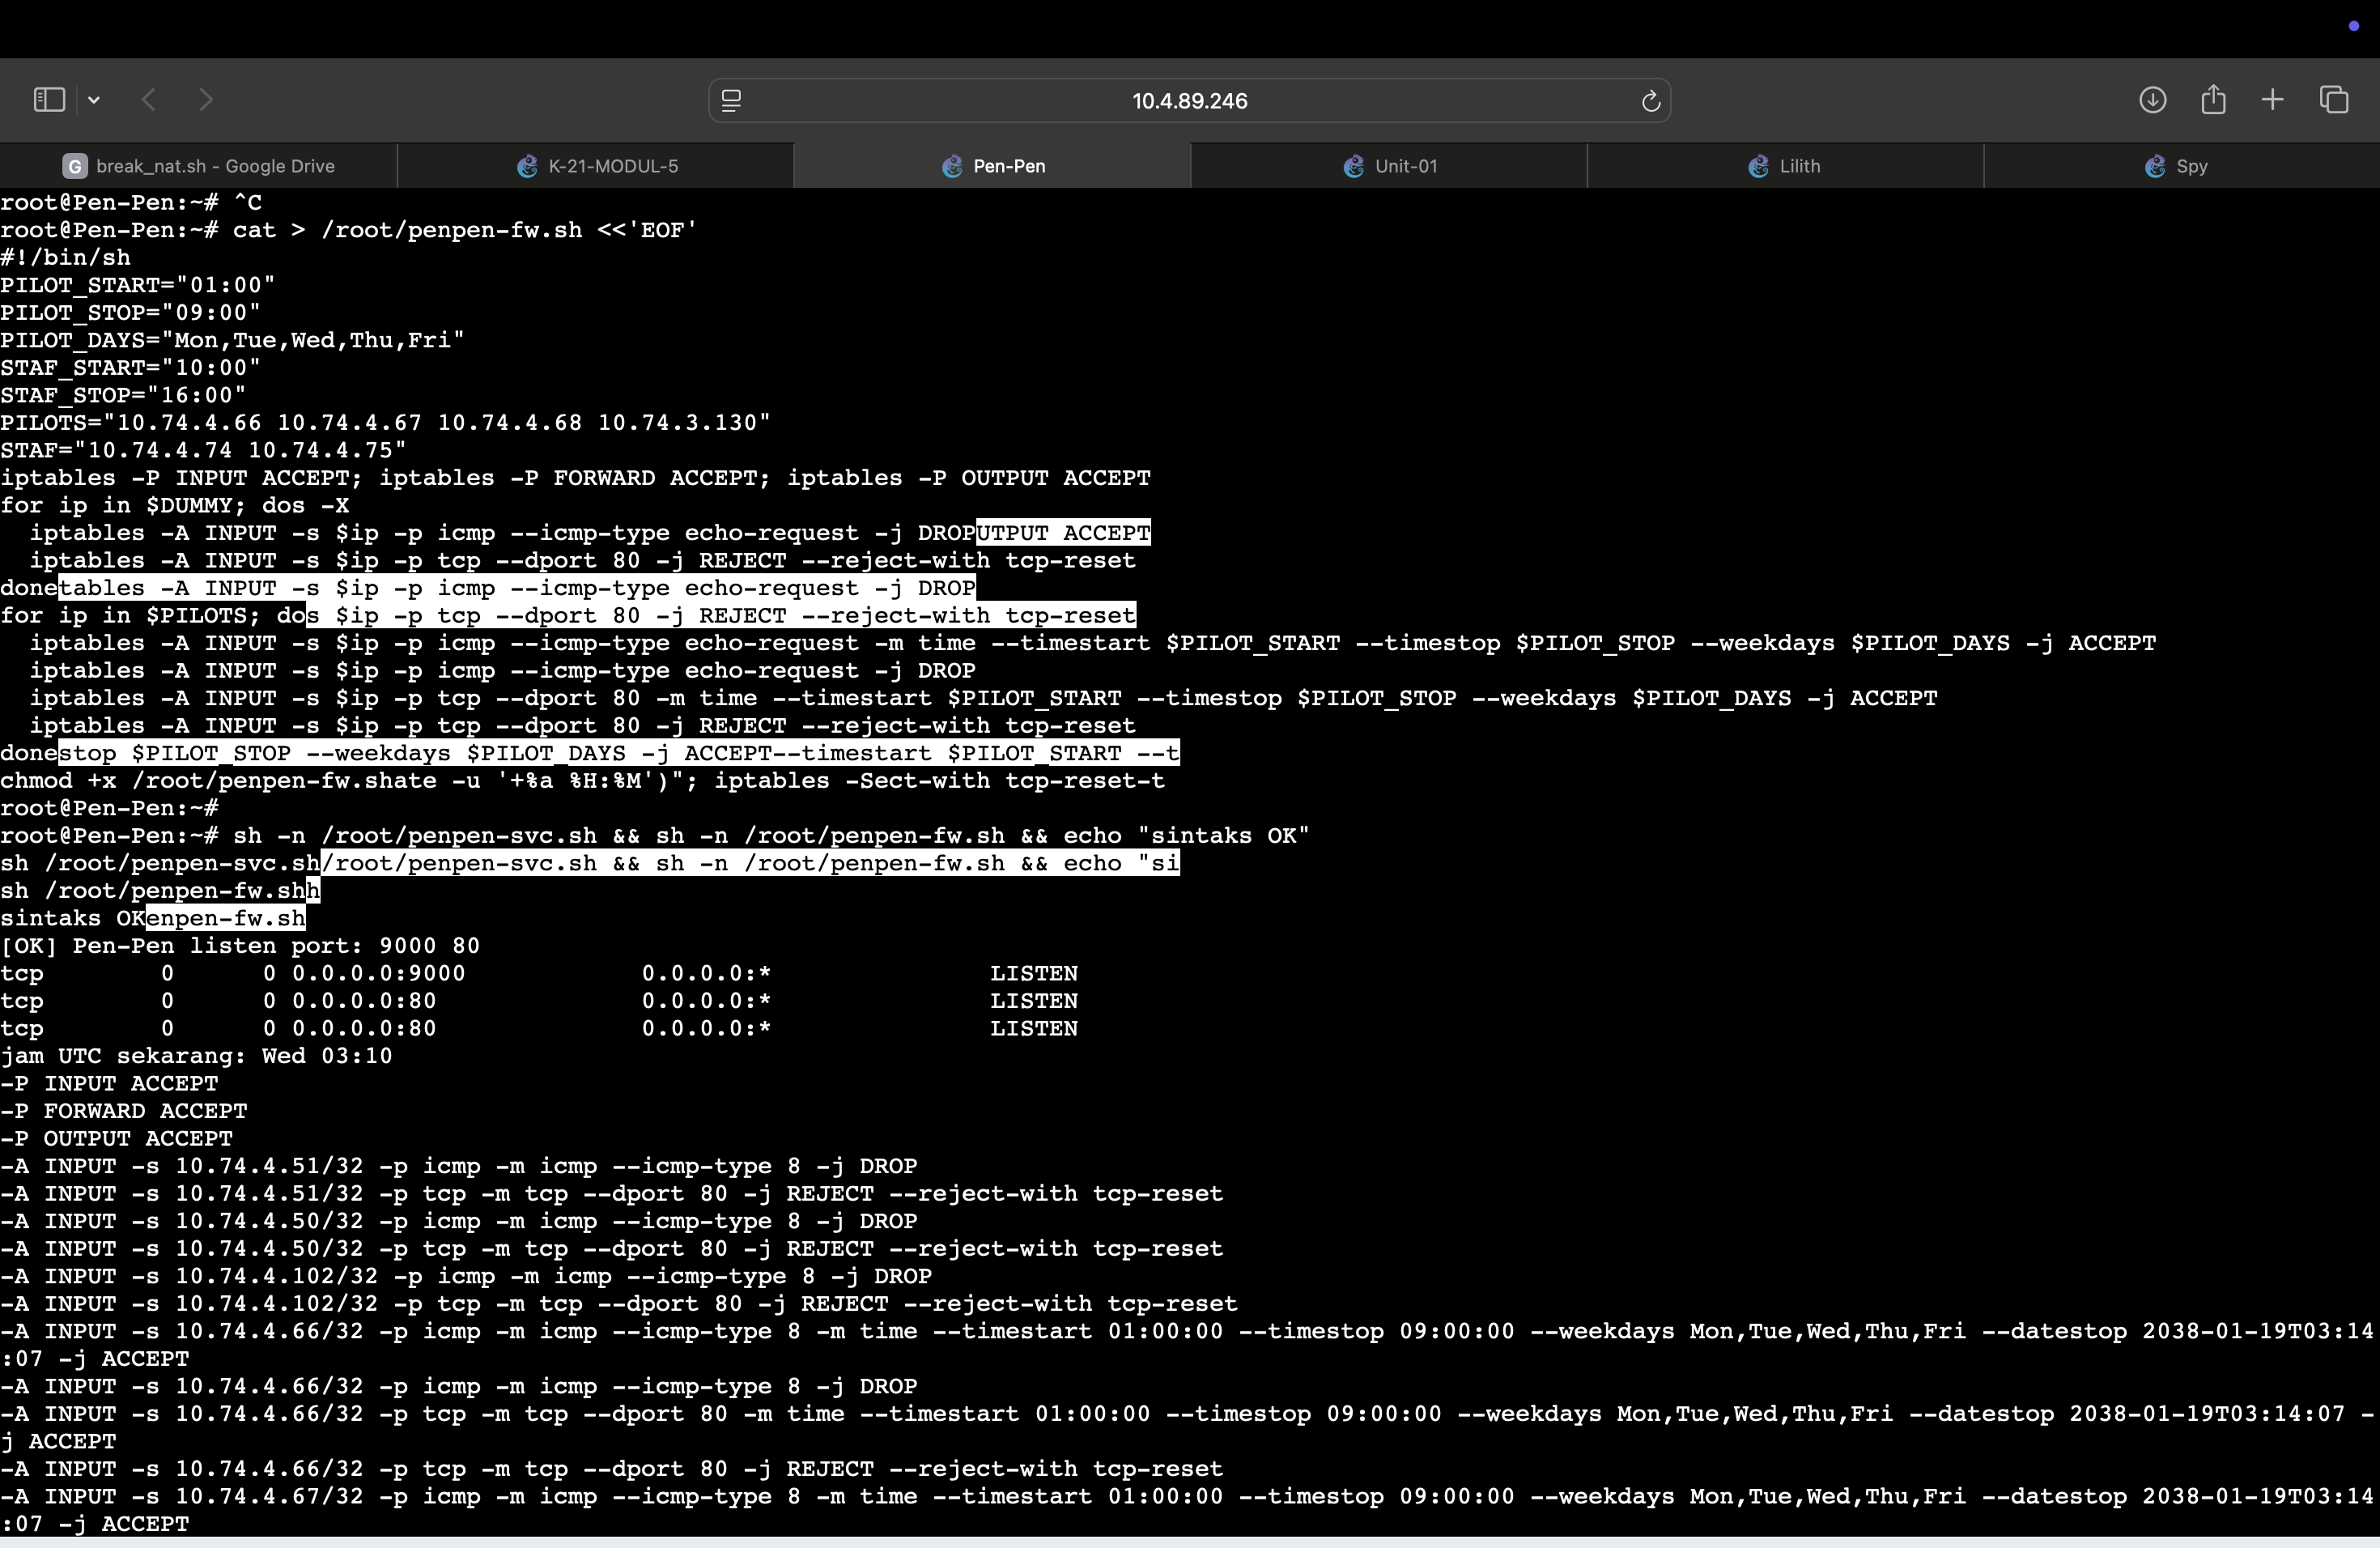 10.4.89.246
G break_nat.sh - Google Drive
K-21-MODUL-5
Pen-Pen
Unit-01
Lilith
Spy
root@Pen-Pen:~# ^C
root@Pen-Pen:~# cat > /root/penpen-fw.sh <<'EOF'
#!/bin/sh
PILOT_START="01:00"
PILOT_STOP="09:00"
PILOT_DAYS="Mon,Tue,Wed,Thu,Fri"
STAF_START="10:00"
STAF_STOP="16:00"
PILOTS="10.74.4.66 10.74.4.67 10.74.4.68 10.74.3.130"
STAF="10.74.4.74 10.74.4.75"
iptables -P INPUT ACCEPT; iptables -P FORWARD ACCEPT; iptables -P OUTPUT ACCEPT
for ip in $DUMMY; dos -X
  iptables -A INPUT -s $ip -p icmp --icmp-type echo-request -j DROPUTPUT ACCEPT
  iptables -A INPUT -s $ip -p tcp --dport 80 -j REJECT --reject-with tcp-reset
donetables -A INPUT -s $ip -p icmp --icmp-type echo-request -j DROP
for ip in $PILOTS; dos $ip -p tcp --dport 80 -j REJECT --reject-with tcp-reset
  iptables -A INPUT -s $ip -p icmp --icmp-type echo-request -m time --timestart $PILOT_START --timestop $PILOT_STOP --weekdays $PILOT_DAYS -j ACCEPT
  iptables -A INPUT -s $ip -p icmp --icmp-type echo-request -j DROP
  iptables -A INPUT -s $ip -p tcp --dport 80 -m time --timestart $PILOT_START --timestop $PILOT_STOP --weekdays $PILOT_DAYS -j ACCEPT
  iptables -A INPUT -s $ip -p tcp --dport 80 -j REJECT --reject-with tcp-reset
donestop $PILOT_STOP --weekdays $PILOT_DAYS -j ACCEPT--timestart $PILOT_START --t
chmod +x /root/penpen-fw.shate -u '+%a %H:%M')"; iptables -Sect-with tcp-reset-t
root@Pen-Pen:~#
root@Pen-Pen:~# sh -n /root/penpen-svc.sh && sh -n /root/penpen-fw.sh && echo "sintaks OK"
sh /root/penpen-svc.sh/root/penpen-svc.sh && sh -n /root/penpen-fw.sh && echo "si
sh /root/penpen-fw.shh
sintaks OKenpen-fw.sh
[OK] Pen-Pen listen port: 9000 80
tcp        0      0 0.0.0.0:9000            0.0.0.0:*               LISTEN
tcp        0      0 0.0.0.0:80              0.0.0.0:*               LISTEN
tcp        0      0 0.0.0.0:80              0.0.0.0:*               LISTEN
jam UTC sekarang: Wed 03:10
-P INPUT ACCEPT
-P FORWARD ACCEPT
-P OUTPUT ACCEPT
-A INPUT -s 10.74.4.51/32 -p icmp -m icmp --icmp-type 8 -j DROP
-A INPUT -s 10.74.4.51/32 -p tcp -m tcp --dport 80 -j REJECT --reject-with tcp-reset
-A INPUT -s 10.74.4.50/32 -p icmp -m icmp --icmp-type 8 -j DROP
-A INPUT -s 10.74.4.50/32 -p tcp -m tcp --dport 80 -j REJECT --reject-with tcp-reset
-A INPUT -s 10.74.4.102/32 -p icmp -m icmp --icmp-type 8 -j DROP
-A INPUT -s 10.74.4.102/32 -p tcp -m tcp --dport 80 -j REJECT --reject-with tcp-reset
-A INPUT -s 10.74.4.66/32 -p icmp -m icmp --icmp-type 8 -m time --timestart 01:00:00 --timestop 09:00:00 --weekdays Mon,Tue,Wed,Thu,Fri --datestop 2038-01-19T03:14
:07 -j ACCEPT
-A INPUT -s 10.74.4.66/32 -p icmp -m icmp --icmp-type 8 -j DROP
-A INPUT -s 10.74.4.66/32 -p tcp -m tcp --dport 80 -m time --timestart 01:00:00 --timestop 09:00:00 --weekdays Mon,Tue,Wed,Thu,Fri --datestop 2038-01-19T03:14:07 -
j ACCEPT
-A INPUT -s 10.74.4.66/32 -p tcp -m tcp --dport 80 -j REJECT --reject-with tcp-reset
-A INPUT -s 10.74.4.67/32 -p icmp -m icmp --icmp-type 8 -m time --timestart 01:00:00 --timestop 09:00:00 --weekdays Mon,Tue,Wed,Thu,Fri --datestop 2038-01-19T03:14
:07 -j ACCEPT